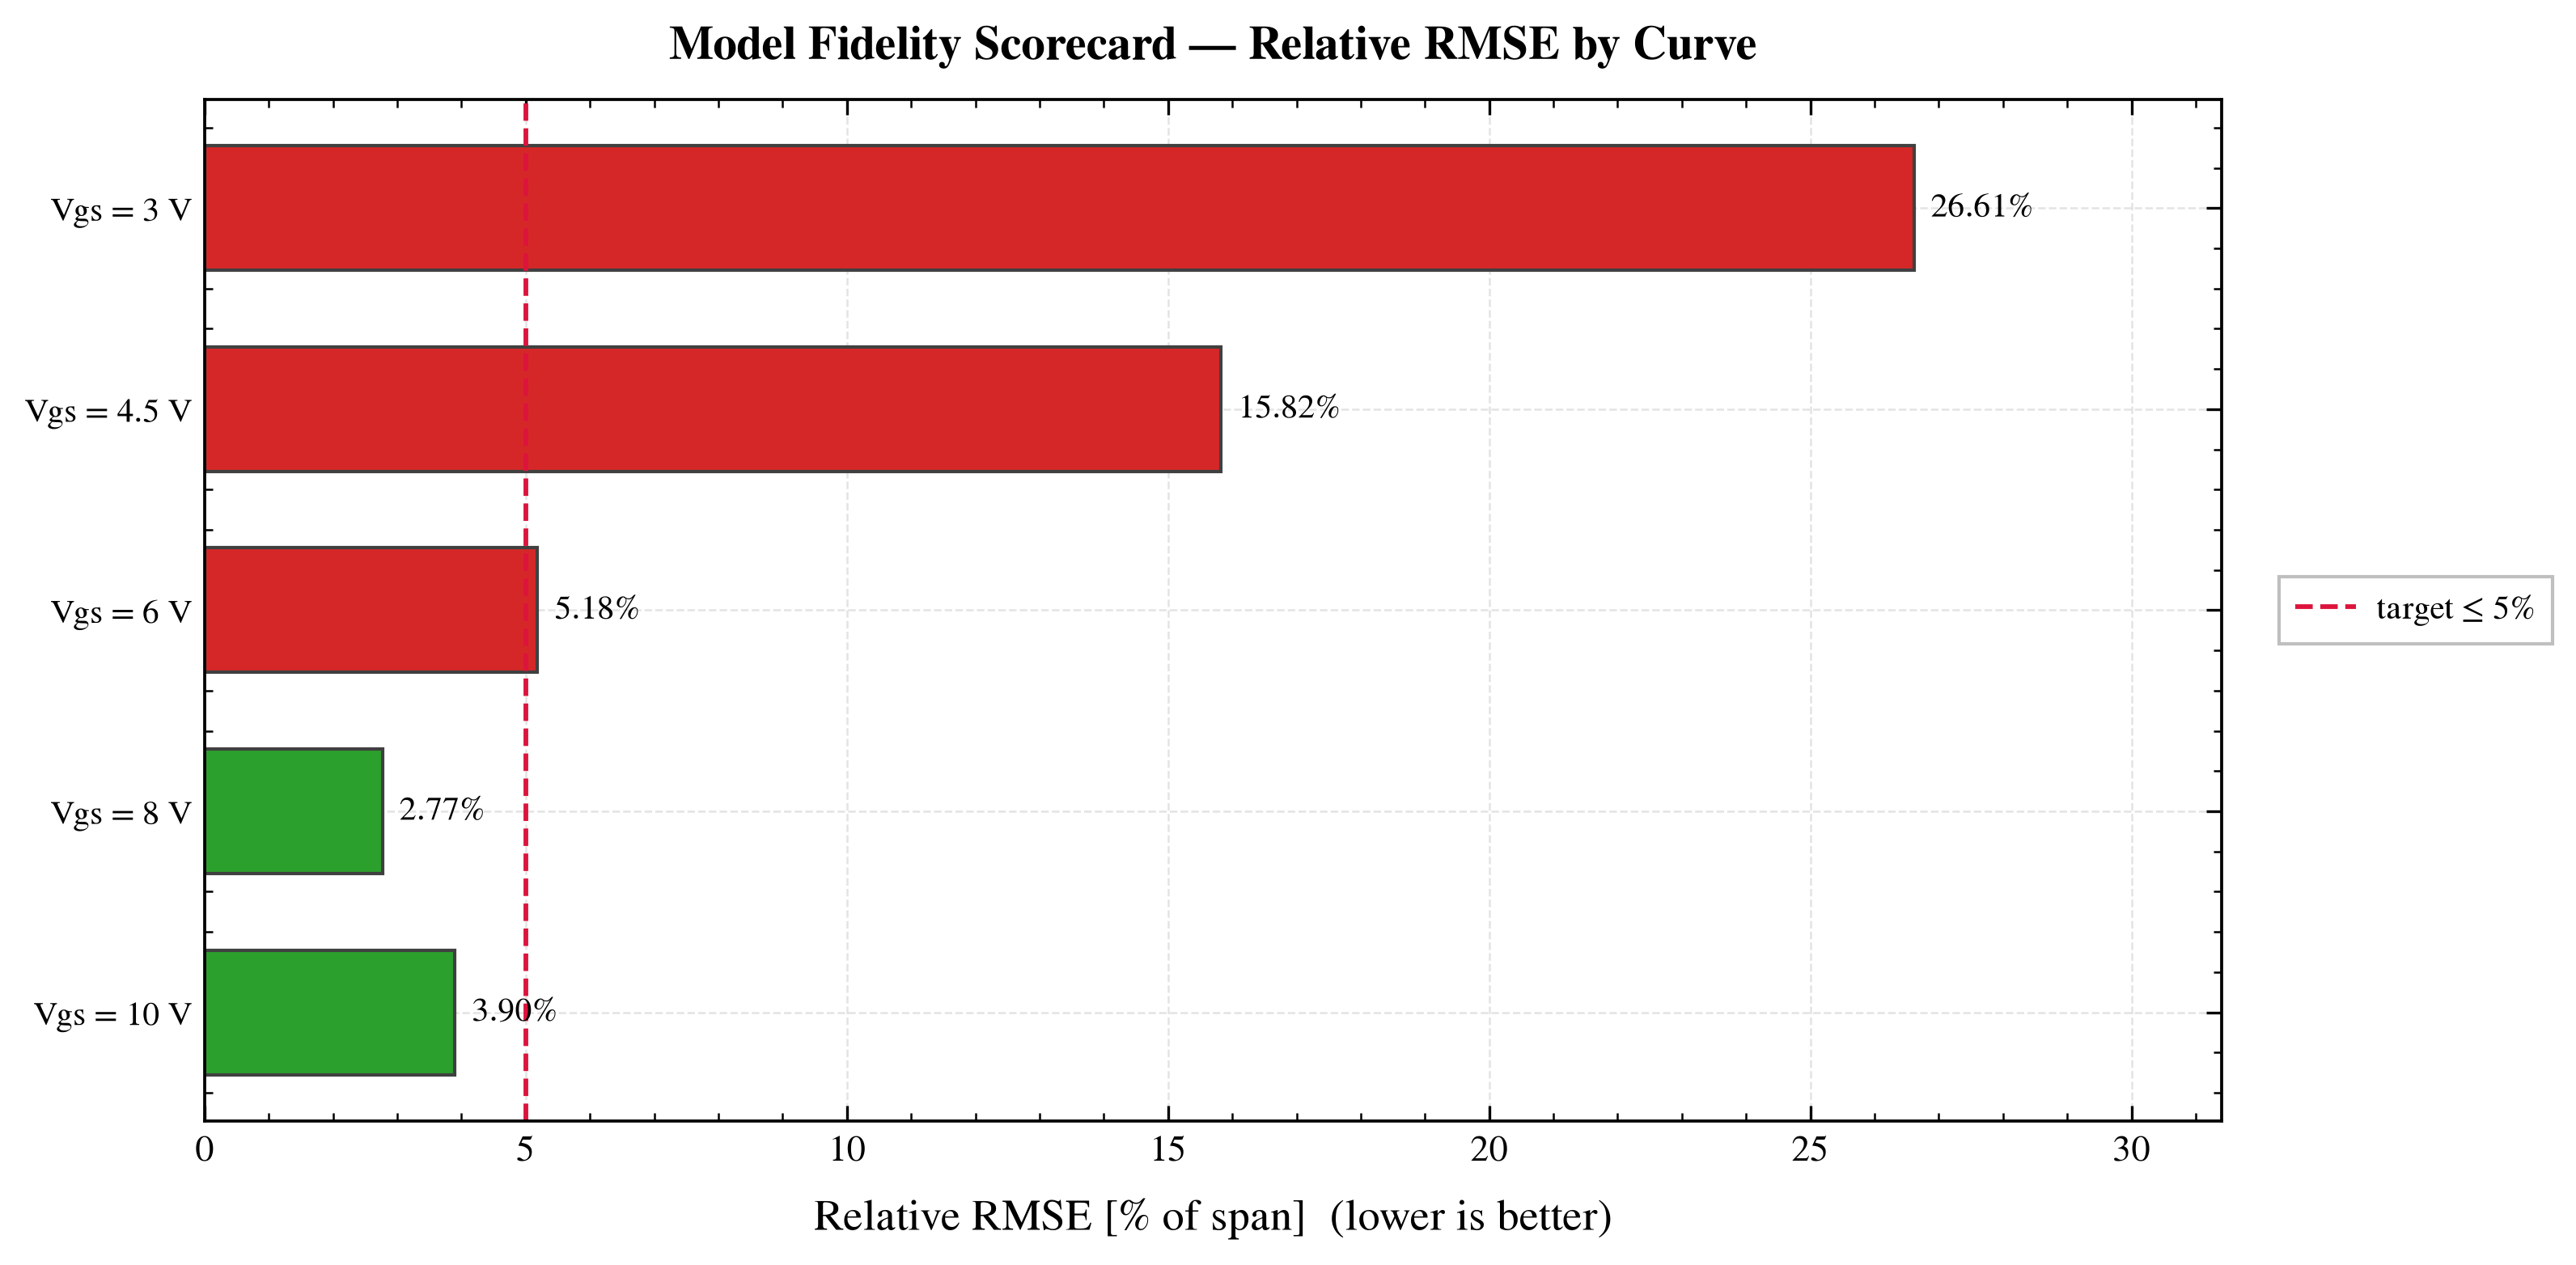 Model Fidelity Scorecard — Relative RMSE by Curve
Vgs = 3 V
26.61%
Vgs = 4.5 V
15.82%
Vgs = 6 V
5.18%
target ≤ 5%
Vgs = 8 V
2.77%
Vgs = 10 V
3.90%
0 5 10 15 20 25 30
Relative RMSE [% of span] (lower is better)